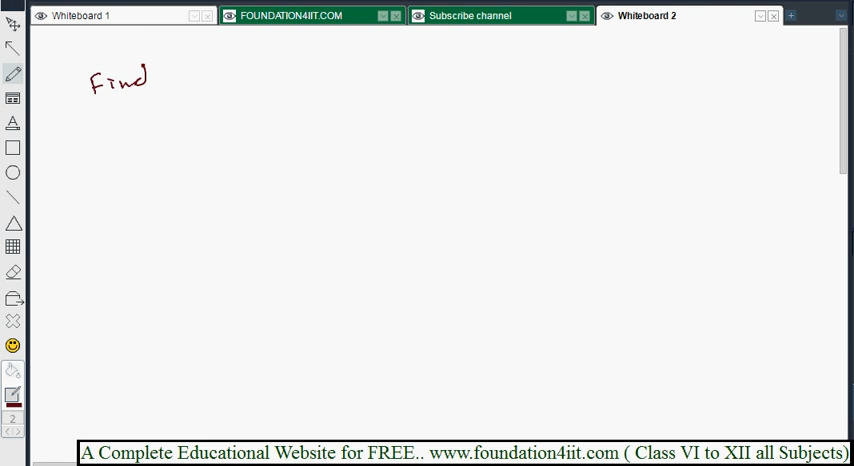 Whiteboard 1
FOUNDATION4IIT.COM
Subscribe channel
Whiteboard 2
Find
2
A Complete Educational Website for FREE.. www.foundation4iit.com ( Class VI to XII all Subjects)